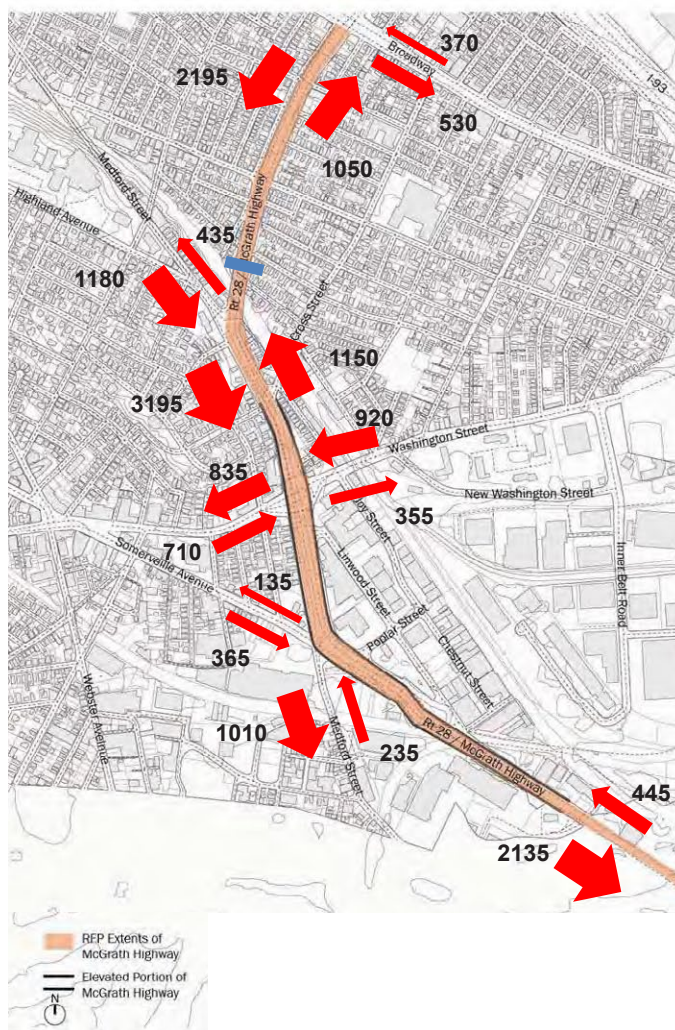 370
Broadway
I-93
2195
530
1050
Medford Street
Highland Avenue
435
Rt 28 / McGrath Highway
1180
Cross Street
1150
3195
920
Washington Street
835
New Washington Street
355
710
Somerville Avenue
135
Linwood Street
Inner Belt Road
Poplar Street
365
Chestnut Street
Webster Avenue
1010
Medford Street
235
Rt 28 / McGrath Highway
445
2135
RFP Extents of
McGrath Highway
Elevated Portion of
McGrath Highway
N